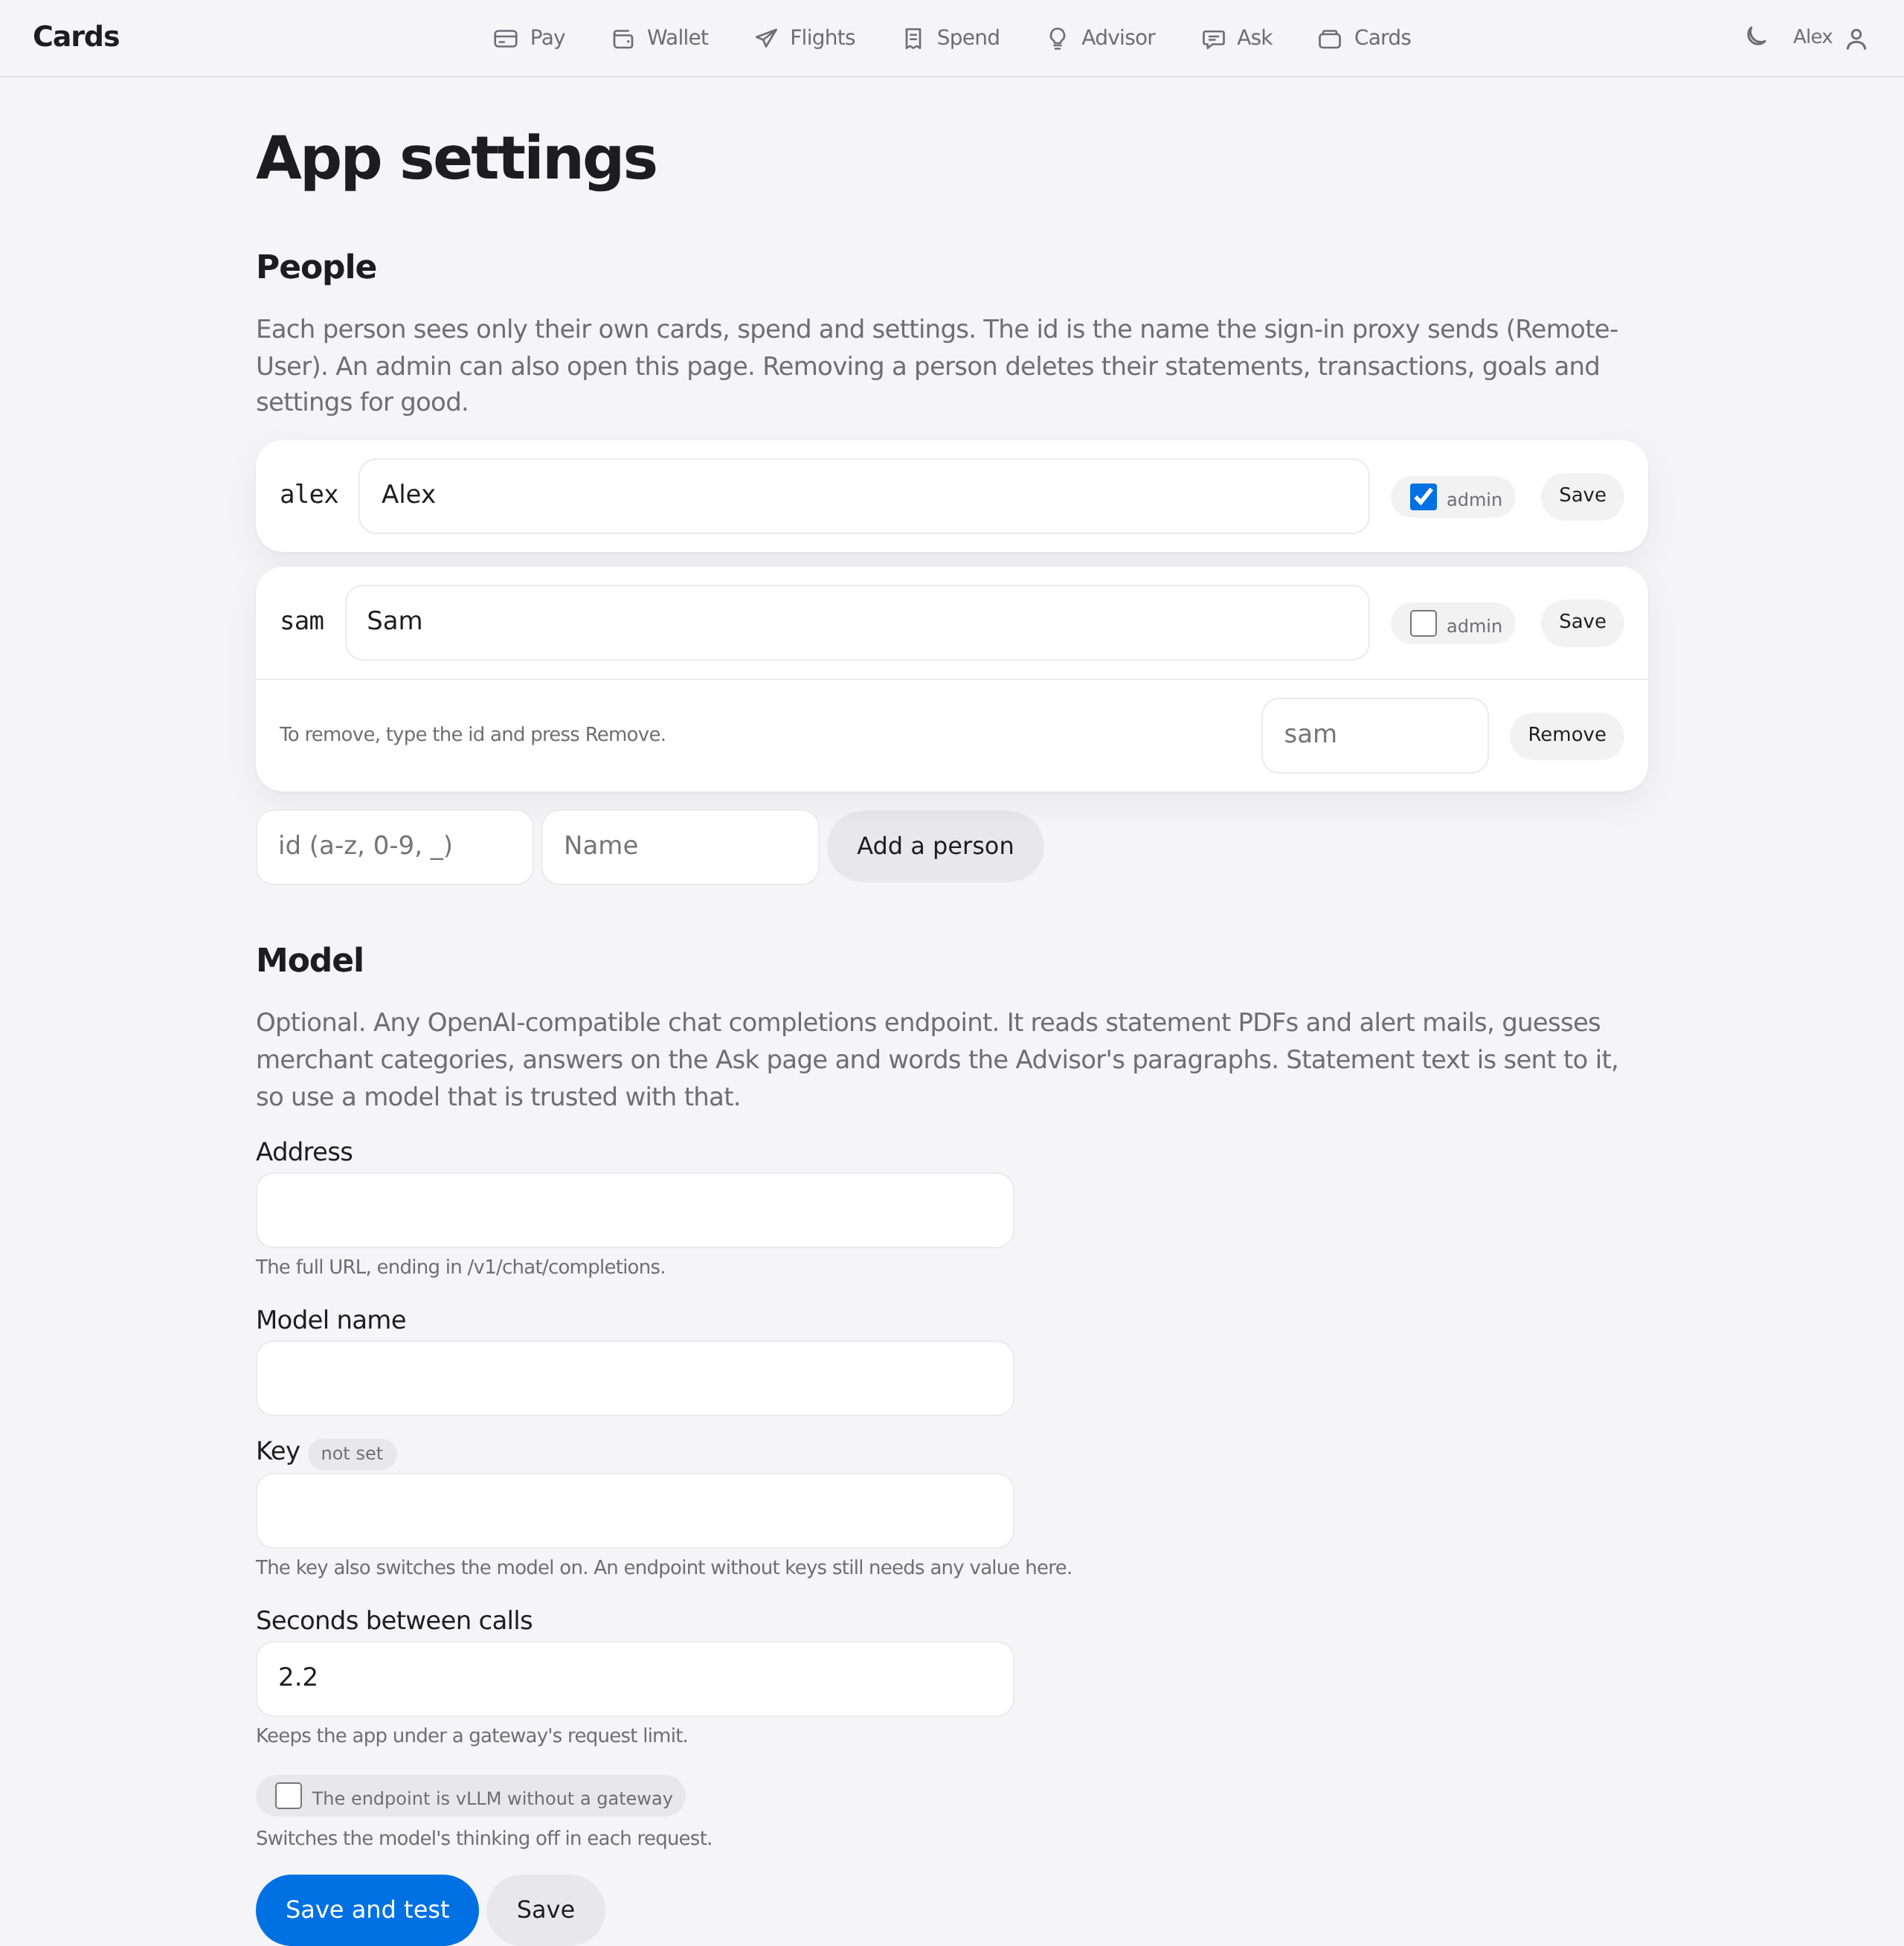 Cards
Pay
Wallet
Flights
Spend
Advisor
Ask
Cards
Alex
App settings
People
Each person sees only their own cards, spend and settings. The id is the name the sign-in proxy sends (Remote-
User). An admin can also open this page. Removing a person deletes their statements, transactions, goals and
settings for good.
alex
Alex
admin
Save
sam
Sam
admin
Save
To remove, type the id and press Remove.
sam
Remove
id (a-z, 0-9, _)
Name
Add a person
Model
Optional. Any OpenAI-compatible chat completions endpoint. It reads statement PDFs and alert mails, guesses
merchant categories, answers on the Ask page and words the Advisor's paragraphs. Statement text is sent to it,
so use a model that is trusted with that.
Address
The full URL, ending in /v1/chat/completions.
Model name
Key
not set
The key also switches the model on. An endpoint without keys still needs any value here.
Seconds between calls
2.2
Keeps the app under a gateway's request limit.
The endpoint is vLLM without a gateway
Switches the model's thinking off in each request.
Save and test
Save